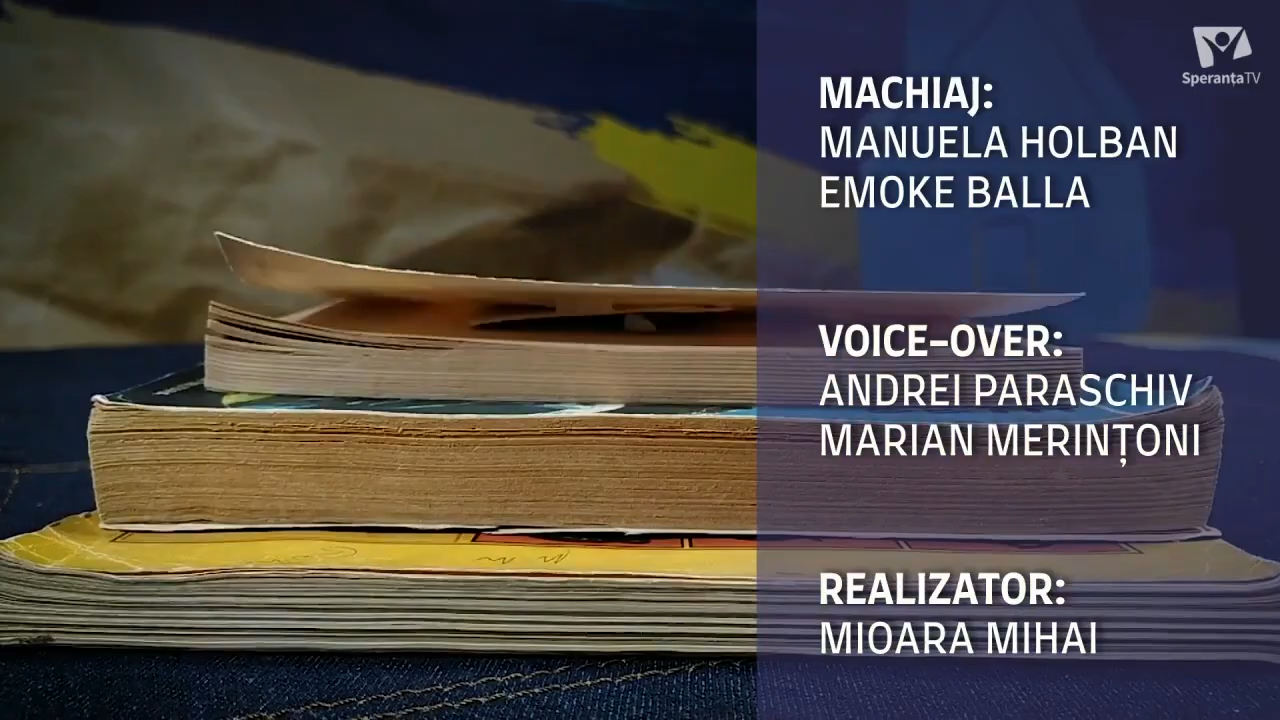 SperanțaTV
MACHIAJ:
MANUELA HOLBAN
EMOKE BALLA
VOICE-OVER:
ANDREI PARASCHIV
MARIAN MERINȚONI
REALIZATOR:
MIOARA MIHAI